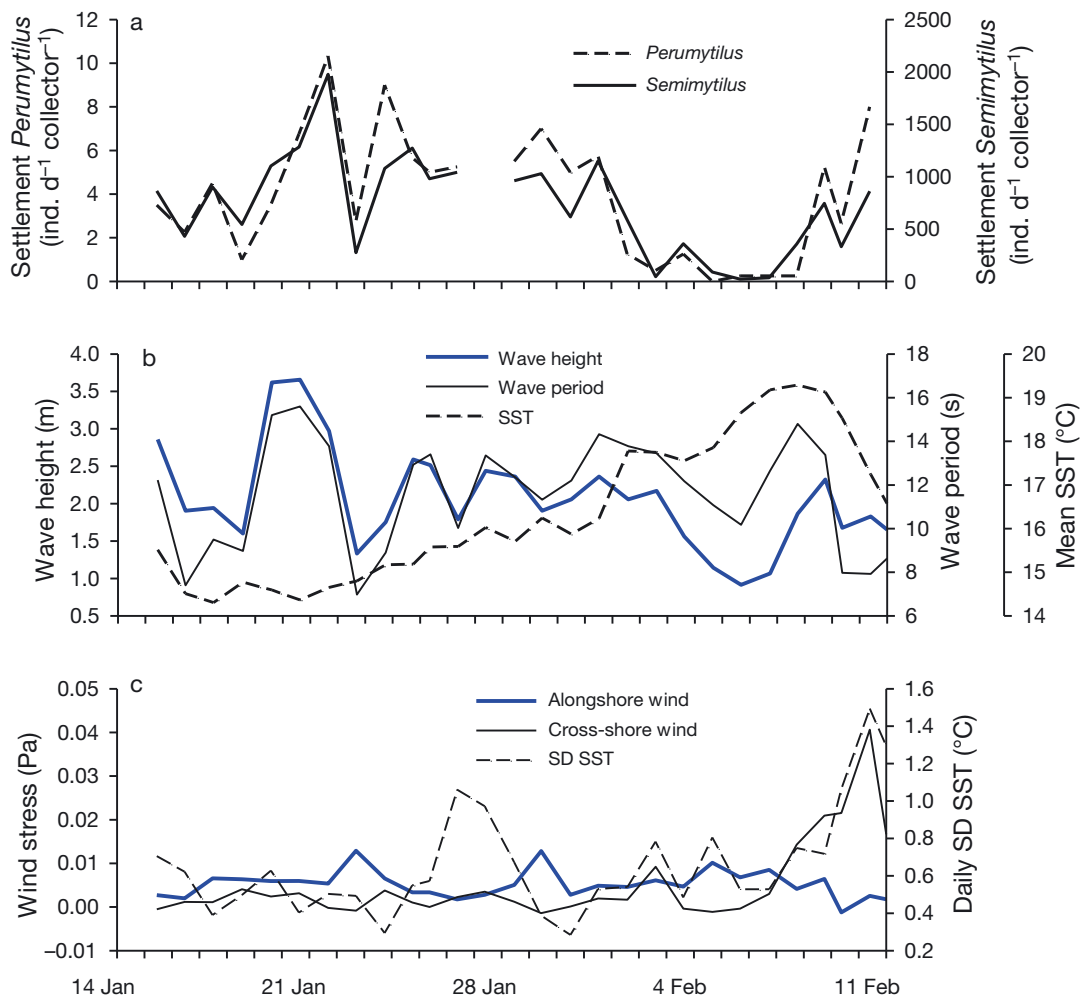 a
Settlement Perumytilus
(ind. d⁻¹ collector⁻¹)
12
10
8
6
4
2
0
Perumytilus
Semimytilus
2500
2000
1500
1000
500
0
Settlement Semimytilus
(ind. d⁻¹ collector⁻¹)
b
Wave height (m)
4.0
3.5
3.0
2.5
2.0
1.5
1.0
0.5
Wave height
Wave period
SST
18
16
14
12
10
8
6
Wave period (s)
20
19
18
17
16
15
14
Mean SST (°C)
c
Wind stress (Pa)
0.05
0.04
0.03
0.02
0.01
0.00
–0.01
Alongshore wind
Cross-shore wind
SD SST
1.6
1.4
1.2
1.0
0.8
0.6
0.4
0.2
Daily SD SST (°C)
14 Jan 21 Jan 28 Jan 4 Feb 11 Feb